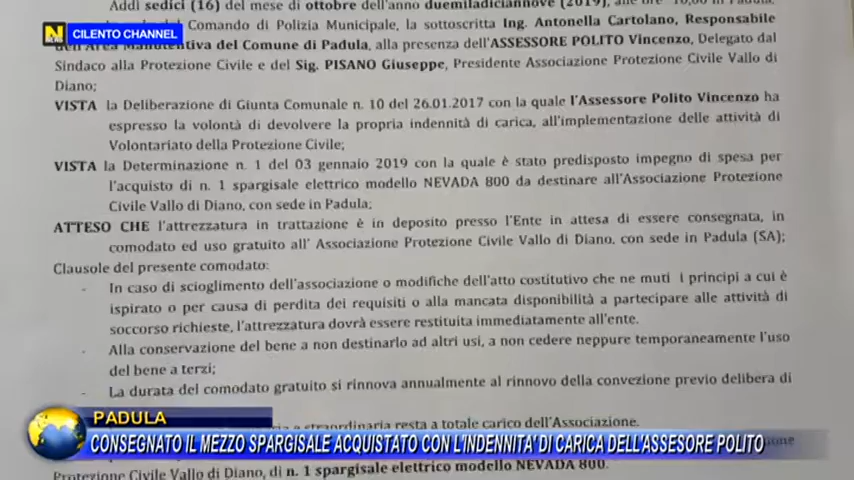 Addì sedici (16) del mese di ottobre dell'anno duemiladiciannove (2019), alle ore 10,00 in Padula,
N
NEWS
CILENTO CHANNEL
del Comando di Polizia Municipale, la sottoscritta Ing. Antonella Cartolano, Responsabile
dell'Area Manutentiva del Comune di Padula, alla presenza dell'ASSESSORE POLITO Vincenzo, Delegato dal
Sindaco alla Protezione Civile e del Sig. PISANO Giuseppe, Presidente Associazione Protezione Civile Vallo di
Diano;
VISTA la Deliberazione di Giunta Comunale n. 10 del 26.01.2017 con la quale l'Assessore Polito Vincenzo ha
espresso la volontà di devolvere la propria indennità di carica, all'implementazione delle attività di
Volontariato della Protezione Civile;
VISTA la Determinazione n. 1 del 03 gennaio 2019 con la quale è stato predisposto impegno di spesa per
l'acquisto di n. 1 spargisale elettrico modello NEVADA 800 da destinare all'Associazione Protezione
Civile Vallo di Diano, con sede in Padula;
ATTESO CHE l'attrezzatura in trattazione è in deposito presso l'Ente in attesa di essere consegnata, in
comodato ed uso gratuito all' Associazione Protezione Civile Vallo di Diano, con sede in Padula (SA);
Clausole del presente comodato:
- In caso di scioglimento dell'associazione o modifiche dell'atto costitutivo che ne muti i principi a cui è
ispirato o per causa di perdita dei requisiti o alla mancata disponibilità a partecipare alle attività di
soccorso richieste, l'attrezzatura dovrà essere restituita immediatamente all'ente.
- Alla conservazione del bene a non destinarlo ad altri usi, a non cedere neppure temporaneamente l'uso
del bene a terzi;
- La durata del comodato gratuito si rinnova annualmente al rinnovo della convezione previo delibera di
- straordinaria resta a totale carico dell'Associazione.
PADULA
CONSEGNATO IL MEZZO SPARGISALE ACQUISTATO CON L'INDENNITA' DI CARICA DELL'ASSESORE POLITO
Protezione Civile Vallo di Diano, di n. 1 spargisale elettrico modello NEVADA 800.